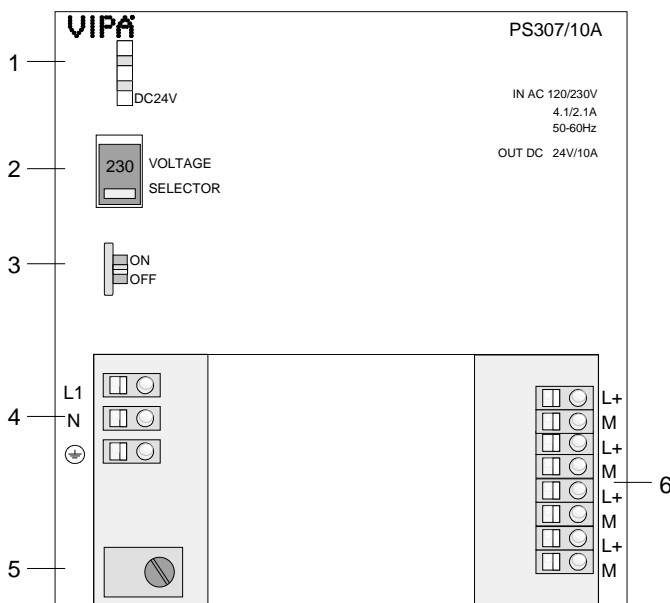 VIPA
PS307/10A
1
DC24V
IN AC 120/230V
4.1/2.1A
50-60Hz
OUT DC 24V/10A
2
230
VOLTAGE
SELECTOR
3
ON
OFF
4
L1
N
5
L+
M
L+
M
L+
M
L+
M
6